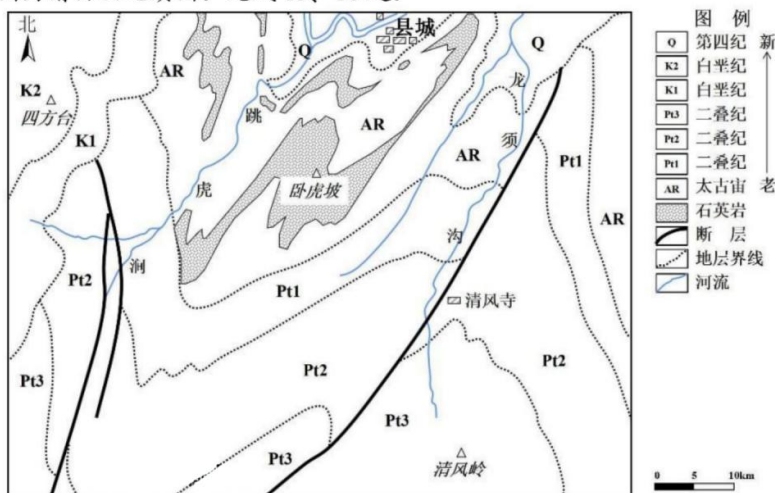 北
县城
Q
Q
AR
K2
四方台
跳
龙
K1
AR
须
Pt1
虎
卧虎坡
AR
AR
沟
涧
Pt2
Pt1
清风寺
Pt2
Pt2
Pt3
Pt3
Pt3
清风岭
图 例
Q 第四纪 新
K2 白垩纪
K1 白垩纪
Pt3 二叠纪
Pt2 二叠纪
Pt1 二叠纪
AR 太古宙 老
石英岩
断 层
地层界线
河流
0 5 10km